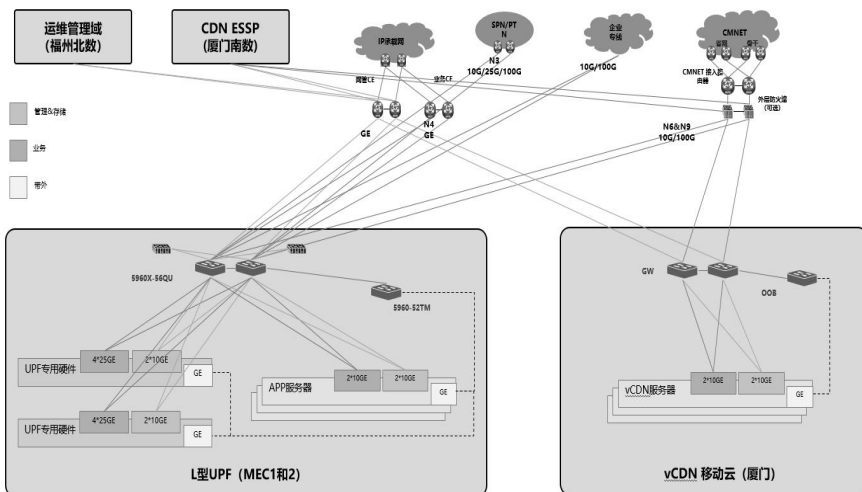 运维管理域
（福州北数）
CDN ESSP
（厦门南数）
IP承载网
SPN/PT
N
企业
专线
CMNET
省网
骨干
网管CE
业务CE
N3
10G/25G/100G
10G/100G
CMNET 接入路
由器
外层防火墙
（可选）
GE
N4
GE
N6&N9
10G/100G
管理&存储
业务
带外
5960X-56QU
5960-52TM
GW
OOB
4*25GE
2*10GE
UPF专用硬件
GE
4*25GE
2*10GE
UPF专用硬件
GE
APP服务器
2*10GE
2*10GE
GE
vCDN服务器
2*10GE
2*10GE
GE
L型UPF（MEC1和2）
vCDN 移动云（厦门）